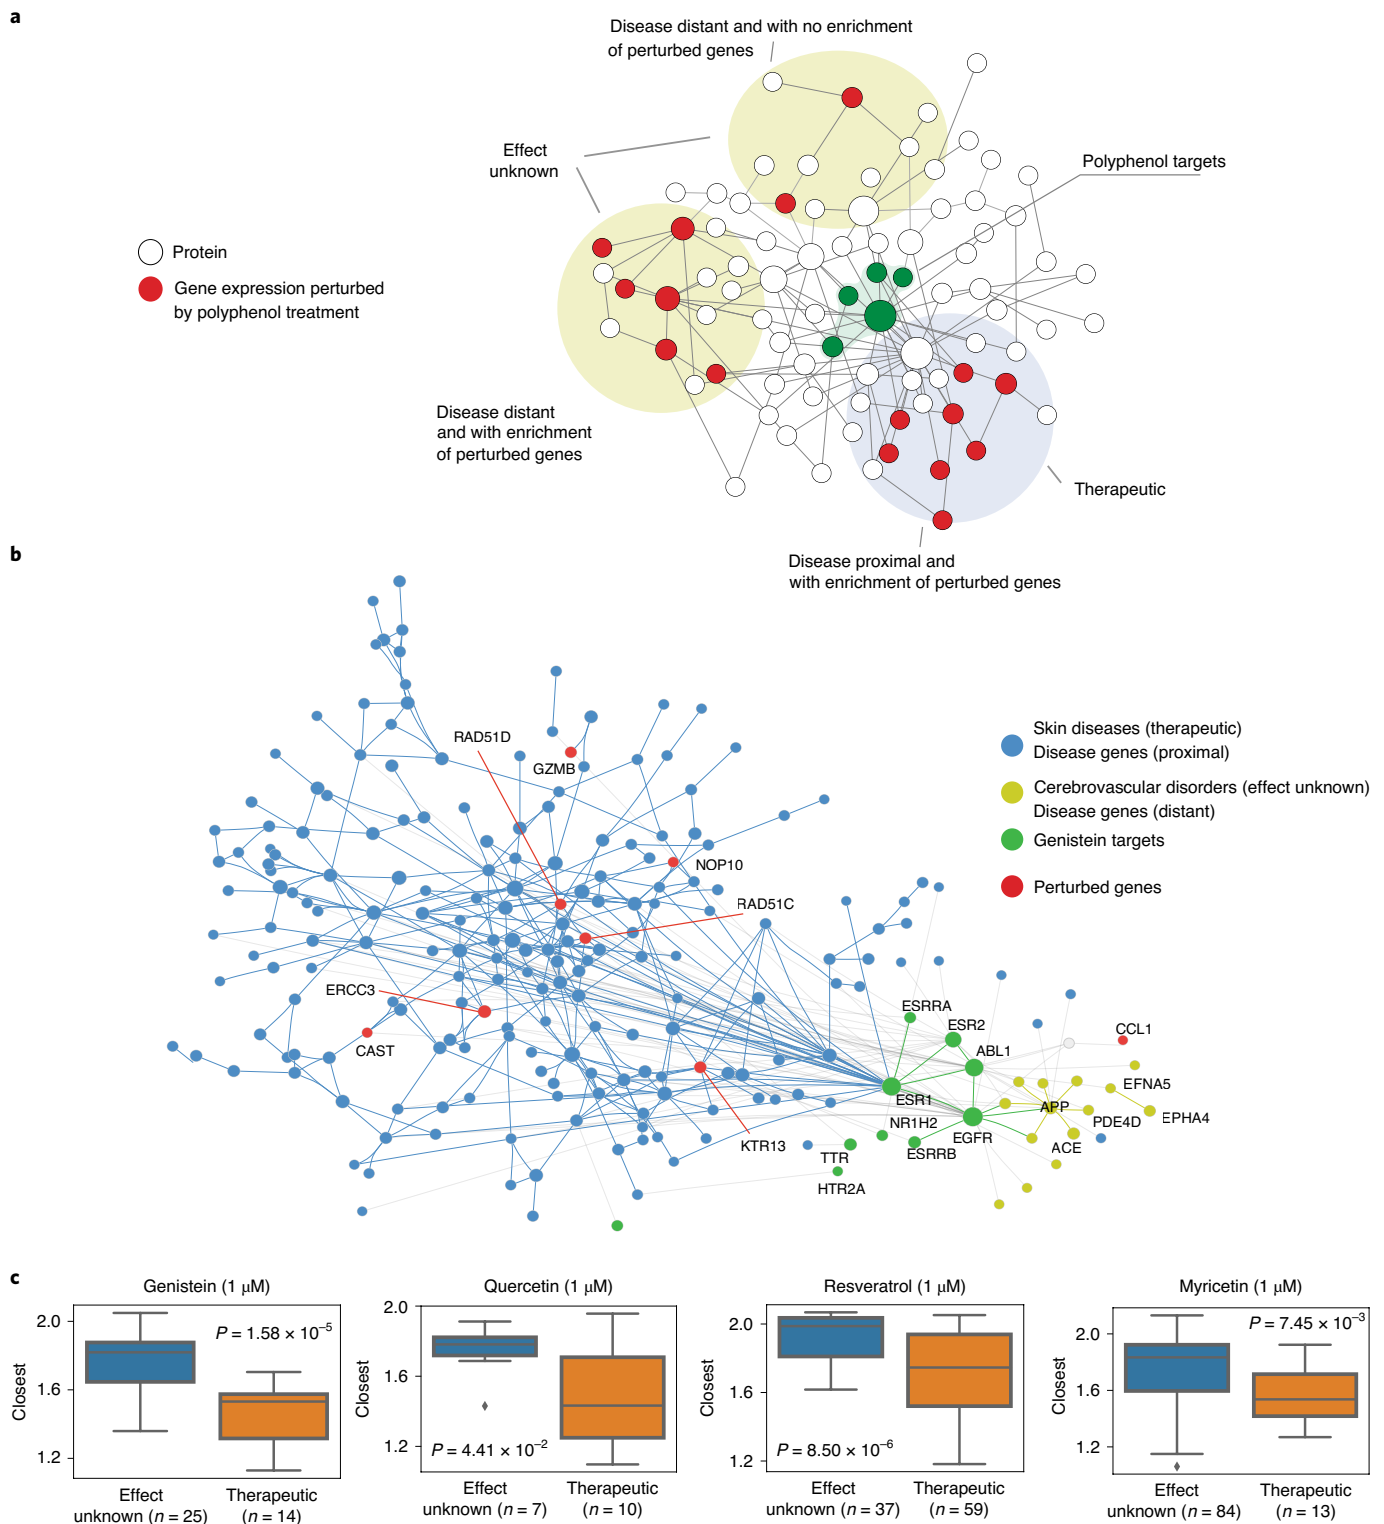 a
Disease distant and with no enrichment
of perturbed genes
Effect
unknown
Polyphenol targets
Protein
Gene expression perturbed
by polyphenol treatment
Disease distant
and with enrichment
of perturbed genes
Therapeutic
Disease proximal and
with enrichment of perturbed genes
b
RAD51D
GZMB
Skin diseases (therapeutic)
Disease genes (proximal)
Cerebrovascular disorders (effect unknown)
Disease genes (distant)
Genistein targets
Perturbed genes
NOP10
RAD51C
ERCC3
CAST
ESRRA
ESR2
ABL1
CCL1
ESR1
APP
EFNA5
EPHA4
PDE4D
NR1H2
EGFR
ACE
ESRRB
KTR13
TTR
HTR2A
c
Genistein (1 μM)
Closest
2.0
1.6
1.2
P = 1.58 × 10⁻⁵
Effect
unknown (n = 25)
Therapeutic
(n = 14)
Quercetin (1 μM)
Closest
2.0
1.6
1.2
P = 4.41 × 10⁻²
Effect
unknown (n = 7)
Therapeutic
(n = 10)
Resveratrol (1 μM)
Closest
2.0
1.6
1.2
P = 8.50 × 10⁻⁶
Effect
unknown (n = 37)
Therapeutic
(n = 59)
Myricetin (1 μM)
Closest
2.0
1.6
1.2
P = 7.45 × 10⁻³
Effect
unknown (n = 84)
Therapeutic
(n = 13)